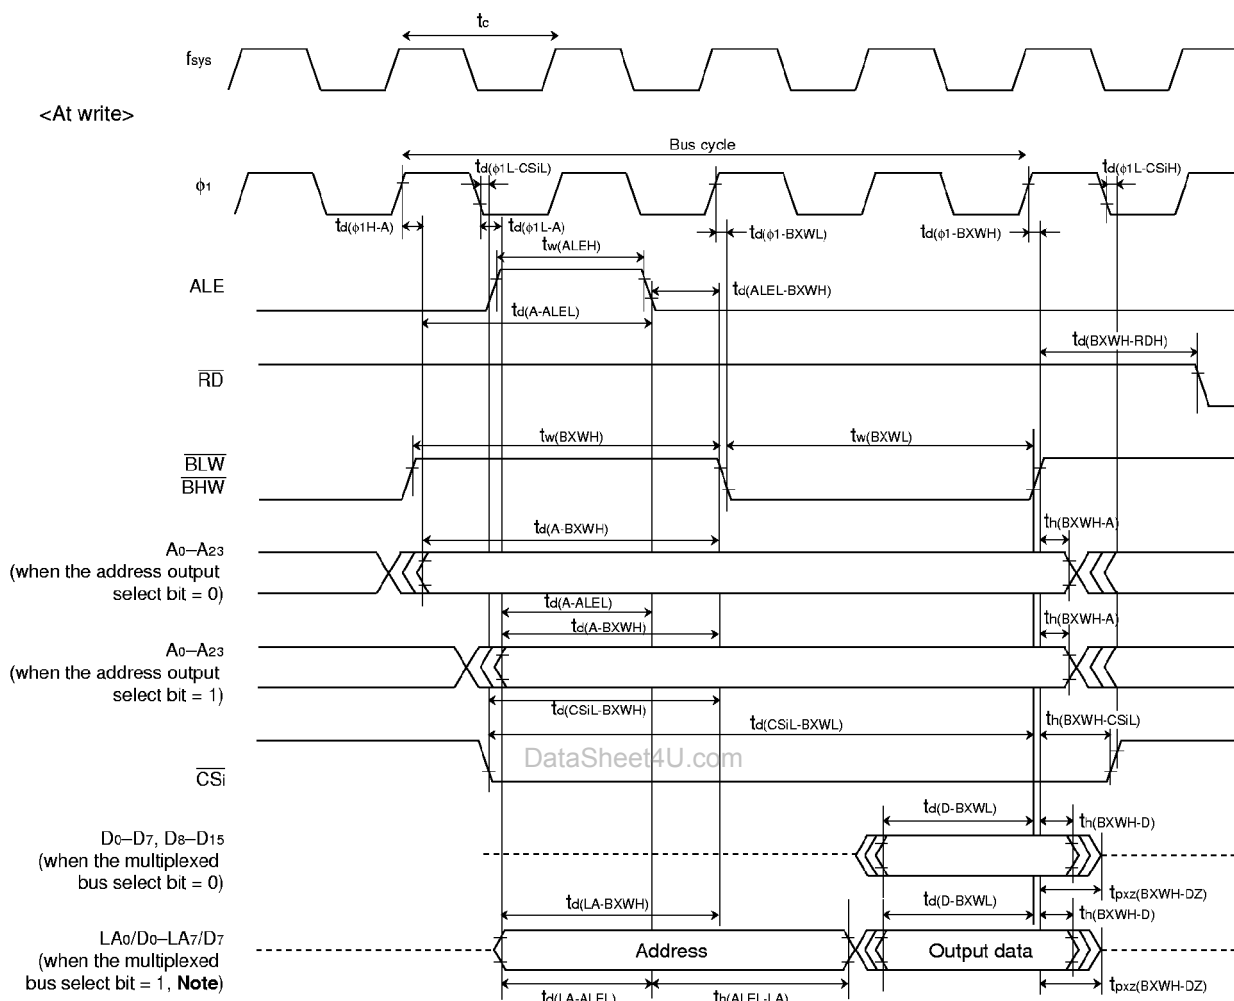 tc
fsys
<At write>
Bus cycle
td(ϕ1L-CSiL)
td(ϕ1L-CSiH)
ϕ1
td(ϕ1H-A)
td(ϕ1L-A)
td(ϕ1-BXWL)
td(ϕ1-BXWH)
tw(ALEH)
ALE
td(ALEL-BXWH)
td(A-ALEL)
td(BXWH-RDH)
RD
tw(BXWH)
tw(BXWL)
BLW
BHW
td(A-BXWH)
th(BXWH-A)
A0–A23
(when the address output
select bit = 0)
td(A-ALEL)
td(A-BXWH)
th(BXWH-A)
A0–A23
(when the address output
select bit = 1)
td(CSiL-BXWH)
td(CSiL-BXWL)
th(BXWH-CSiL)
DataSheet4U.com
CSi
td(D-BXWL)
th(BXWH-D)
D0–D7, D8–D15
(when the multiplexed
bus select bit = 0)
tpxz(BXWH-DZ)
td(LA-BXWH)
td(D-BXWL)
th(BXWH-D)
LA0/D0–LA7/D7
(when the multiplexed
bus select bit = 1, Note)
Address
Output data
tpxz(BXWH-DZ)
td(LA-ALEL)
th(ALEL-LA)